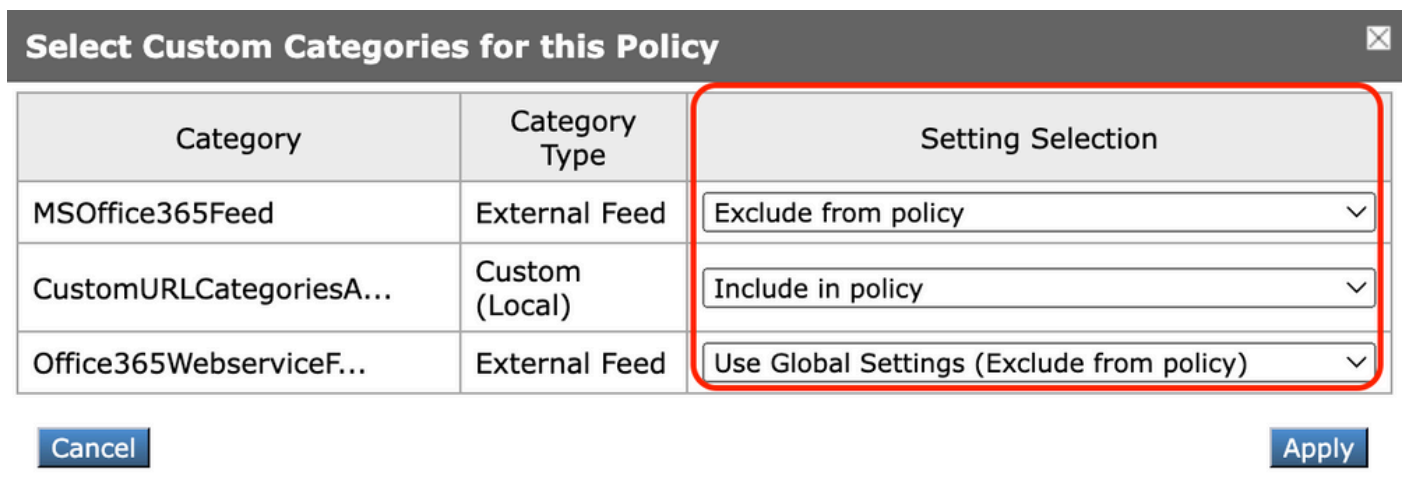 Select Custom Categories for this Policy
Category
Category
Type
Setting Selection
MSOffice365Feed
External Feed
Exclude from policy
CustomURLCategoriesA...
Custom
(Local)
Include in policy
Office365WebserviceF...
External Feed
Use Global Settings (Exclude from policy)
Cancel
Apply